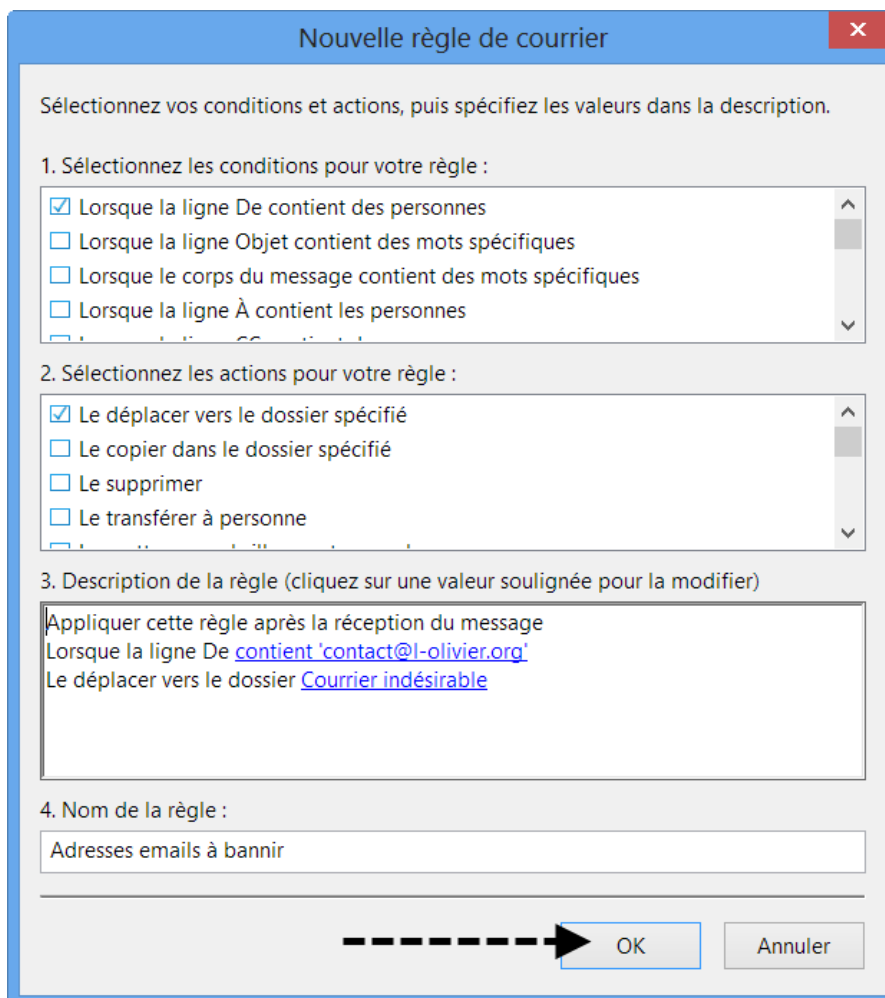 Nouvelle règle de courrier
Sélectionnez vos conditions et actions, puis spécifiez les valeurs dans la description.
1. Sélectionnez les conditions pour votre règle :
Lorsque la ligne De contient des personnes
Lorsque la ligne Objet contient des mots spécifiques
Lorsque le corps du message contient des mots spécifiques
Lorsque la ligne À contient les personnes
2. Sélectionnez les actions pour votre règle :
Le déplacer vers le dossier spécifié
Le copier dans le dossier spécifié
Le supprimer
Le transférer à personne
3. Description de la règle (cliquez sur une valeur soulignée pour la modifier)
Appliquer cette règle après la réception du message
Lorsque la ligne De contient 'contact@l-olivier.org'
Le déplacer vers le dossier Courrier indésirable
4. Nom de la règle :
Adresses emails à bannir
OK
Annuler